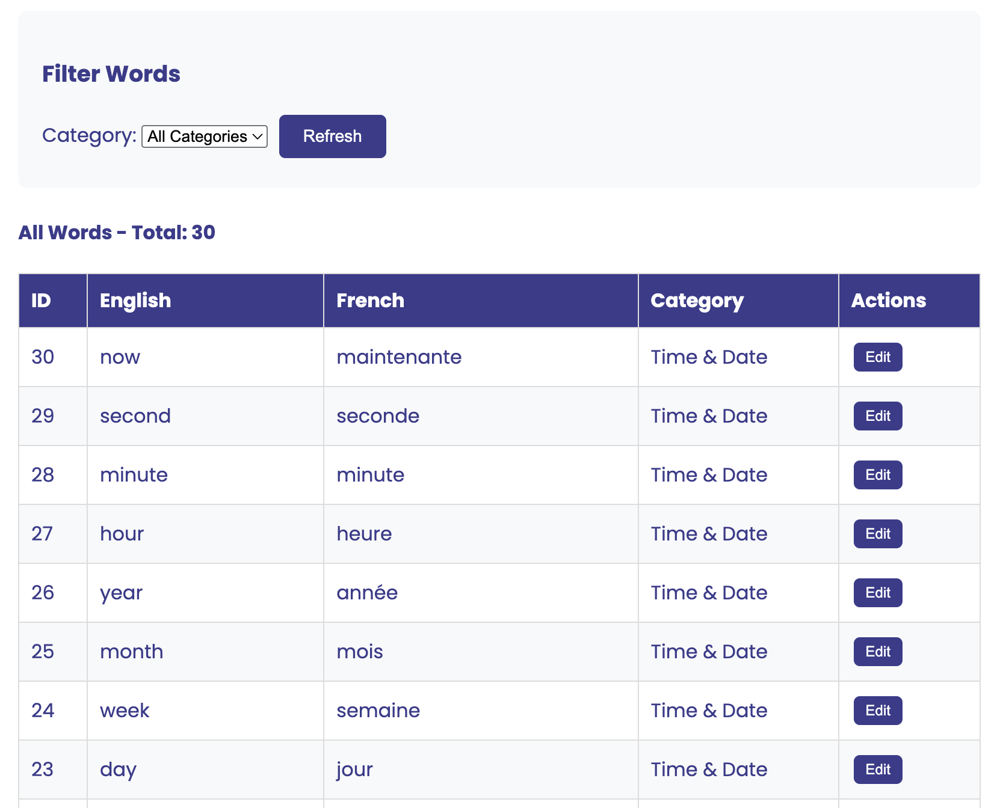 Filter Words
Category: All Categories Refresh
All Words - Total: 30
ID English French Category Actions
30 now maintenante Time & Date Edit
29 second seconde Time & Date Edit
28 minute minute Time & Date Edit
27 hour heure Time & Date Edit
26 year année Time & Date Edit
25 month mois Time & Date Edit
24 week semaine Time & Date Edit
23 day jour Time & Date Edit